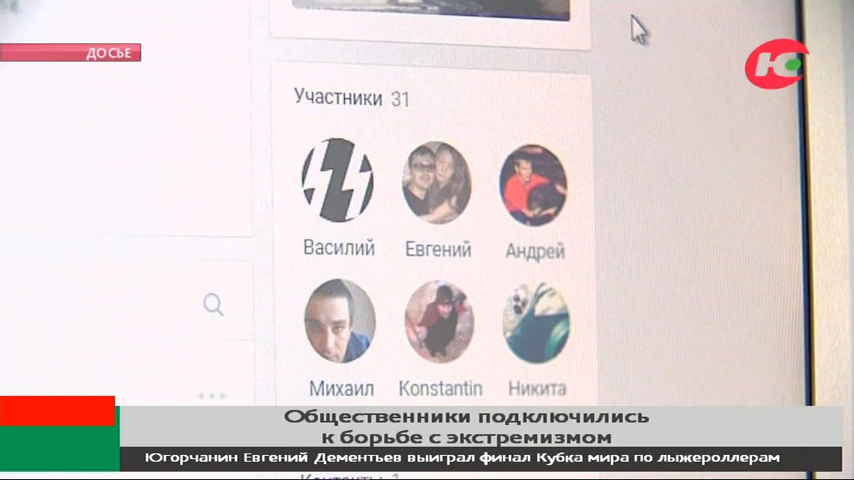 ДОСЬЕ
Ю
Участники 31
Василий
Евгений
Андрей
Михаил
Konstantin
Никита
Общественники подключились
к борьбе с экстремизмом
Югорчанин Евгений Дементьев выиграл финал Кубка мира по лыжероллерам